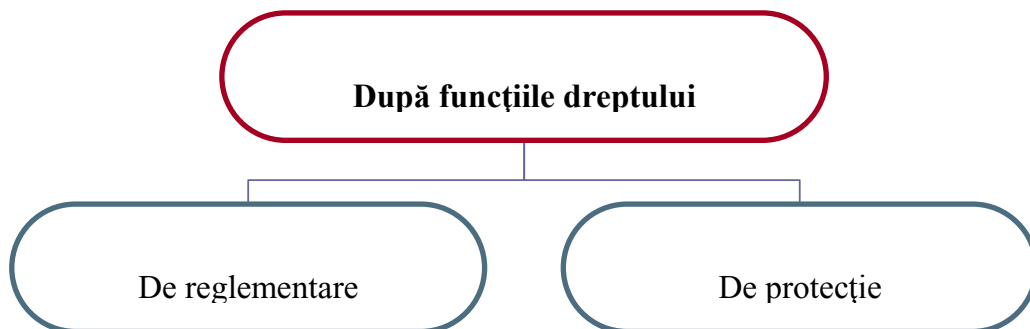 După funcțiile dreptului
De reglementare
De protecție